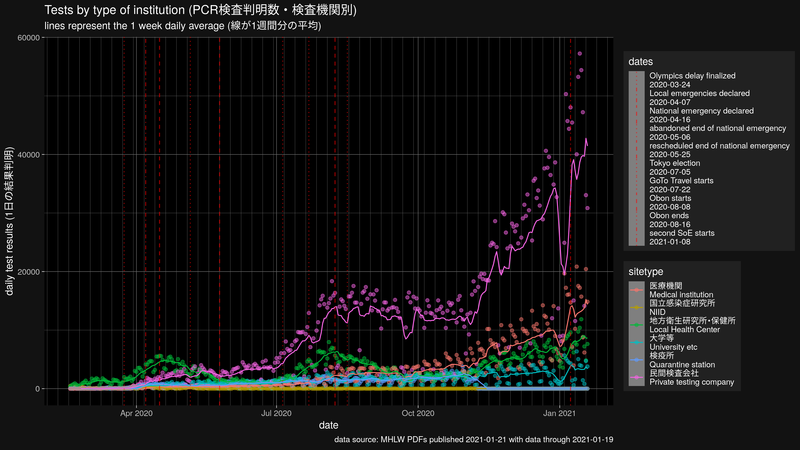 Tests by type of institution (PCR検査判明数・検査機関別)
lines represent the 1 week daily average (線が1週間分の平均)
60000
40000
20000
0
daily test results (1日の結果判明)
Apr 2020
Jul 2020
Oct 2020
Jan 2021
date
dates
Olympics delay finalized
2020-03-24
Local emergencies declared
2020-04-07
National emergency declared
2020-04-16
abandoned end of national emergency
2020-05-06
rescheduled end of national emergency
2020-05-25
Tokyo election
2020-07-05
GoTo Travel starts
2020-07-22
Obon starts
2020-08-08
Obon ends
2020-08-16
second SoE starts
2021-01-08
sitetype
医療機関
Medical institution
国立感染症研究所
NIID
地方衛生研究所・保健所
Local Health Center
大学等
University etc
検疫所
Quarantine station
民間検査会社
Private testing company
data source: MHLW PDFs published 2021-01-21 with data through 2021-01-19